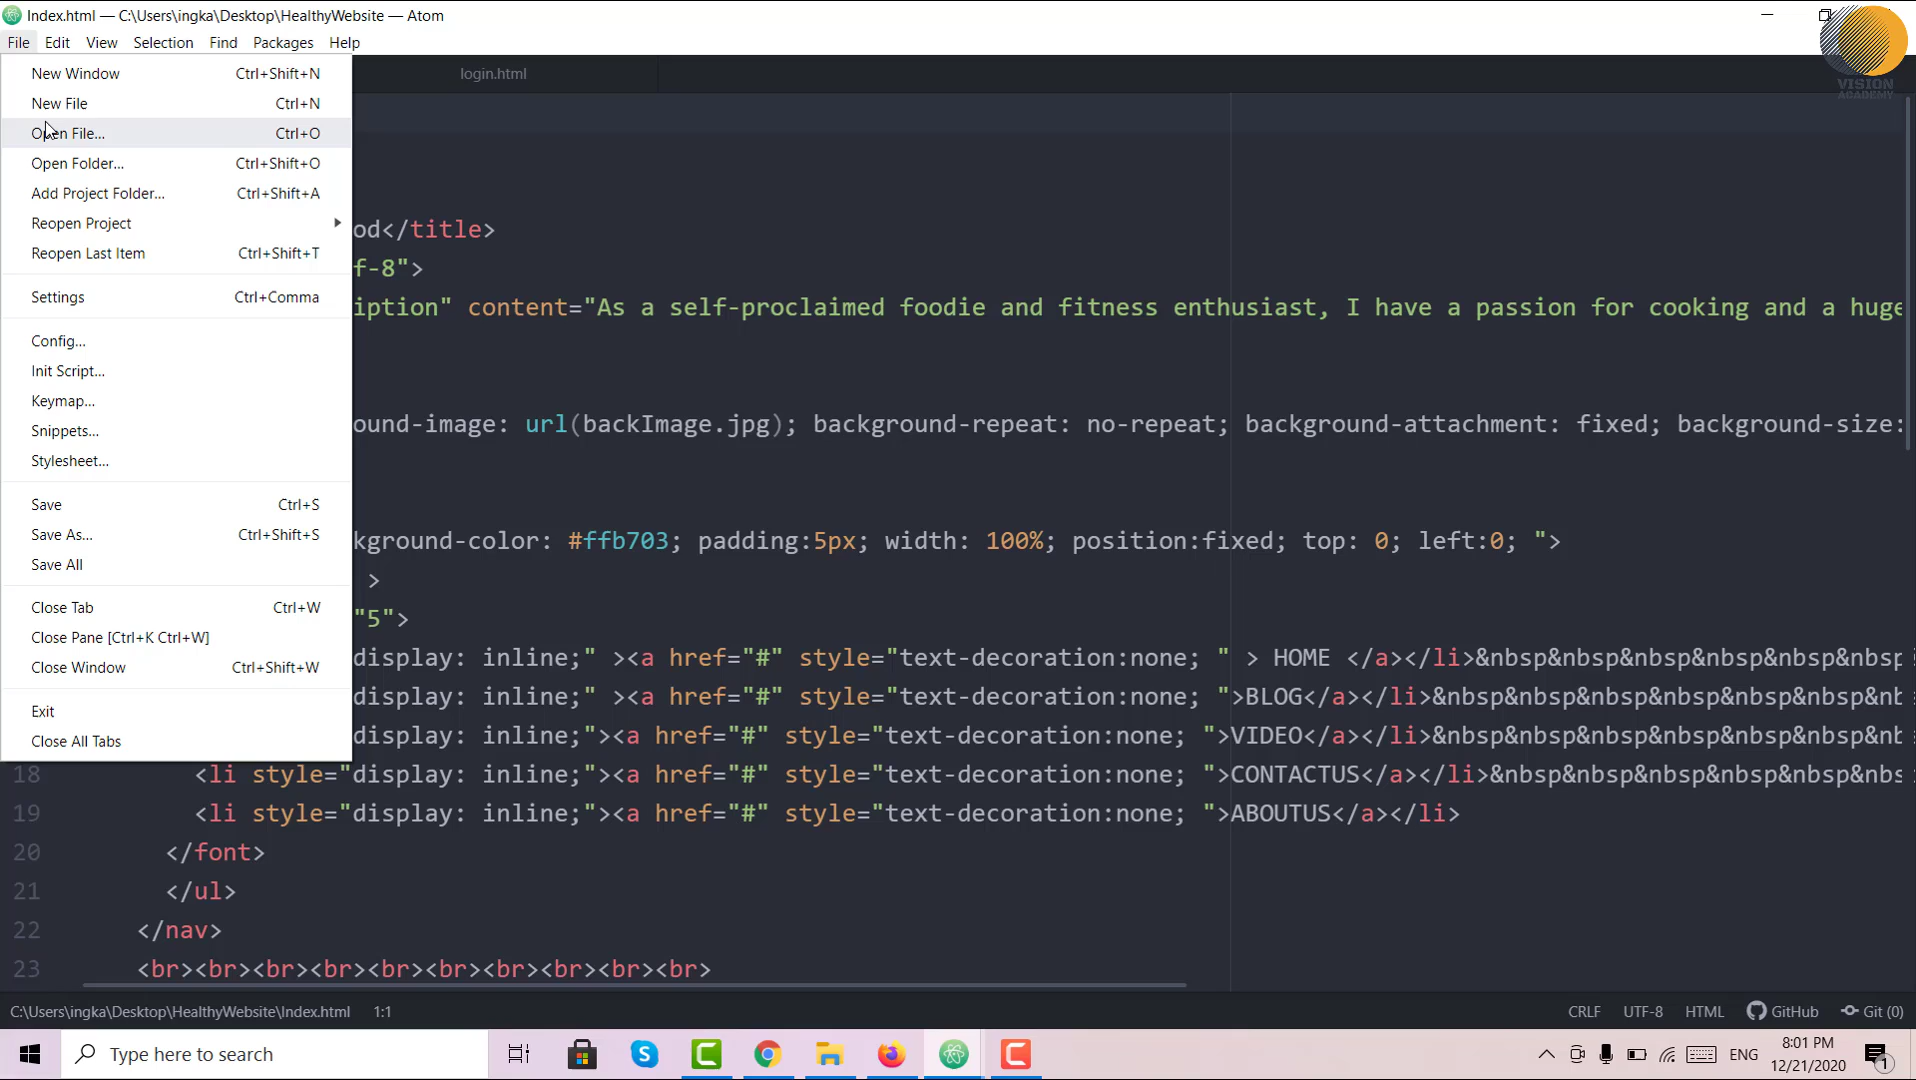 Index.html — C:\Users\ingka\Desktop\HealthyWebsite — Atom
File Edit View Selection Find Packages Help
VISION
ACADEMY
login.html
New Window Ctrl+Shift+N
New File Ctrl+N
Open File... Ctrl+O
Open Folder... Ctrl+Shift+O
Add Project Folder... Ctrl+Shift+A
Reopen Project
Reopen Last Item Ctrl+Shift+T
Settings Ctrl+Comma
Config...
Init Script...
Keymap...
Snippets...
Stylesheet...
Save Ctrl+S
Save As... Ctrl+Shift+S
Save All
Close Tab Ctrl+W
Close Pane [Ctrl+K Ctrl+W]
Close Window Ctrl+Shift+W
Exit
Close All Tabs
od</title>
f-8">
iption" content="As a self-proclaimed foodie and fitness enthusiast, I have a passion for cooking and a huge
ound-image: url(backImage.jpg); background-repeat: no-repeat; background-attachment: fixed; background-size:
kground-color: #ffb703; padding:5px; width: 100%; position:fixed; top: 0; left:0; ">
>
"5">
display: inline;" ><a href="#" style="text-decoration:none; " > HOME </a></li>&nbsp&nbsp&nbsp&nbsp&nbsp&nbsp
display: inline;"><a href="#" style="text-decoration:none; ">BLOG</a></li>&nbsp&nbsp&nbsp&nbsp&nbsp&nbsp&nb
display: inline;"><a href="#" style="text-decoration:none; ">VIDEO</a></li>&nbsp&nbsp&nbsp&nbsp&nbsp&nbsp&n
18 <li style="display: inline;"><a href="#" style="text-decoration:none; ">CONTACTUS</a></li>&nbsp&nbsp&nbsp&nbsp&nbsp&nbs
19 <li style="display: inline;"><a href="#" style="text-decoration:none; ">ABOUTUS</a></li>
20 </font>
21 </ul>
22 </nav>
23 <br><br><br><br><br><br><br><br><br><br>
C:\Users\ingka\Desktop\HealthyWebsite\Index.html 1:1 CRLF UTF-8 HTML GitHub Git (0)
Type here to search
ENG
8:01 PM
12/21/2020
1